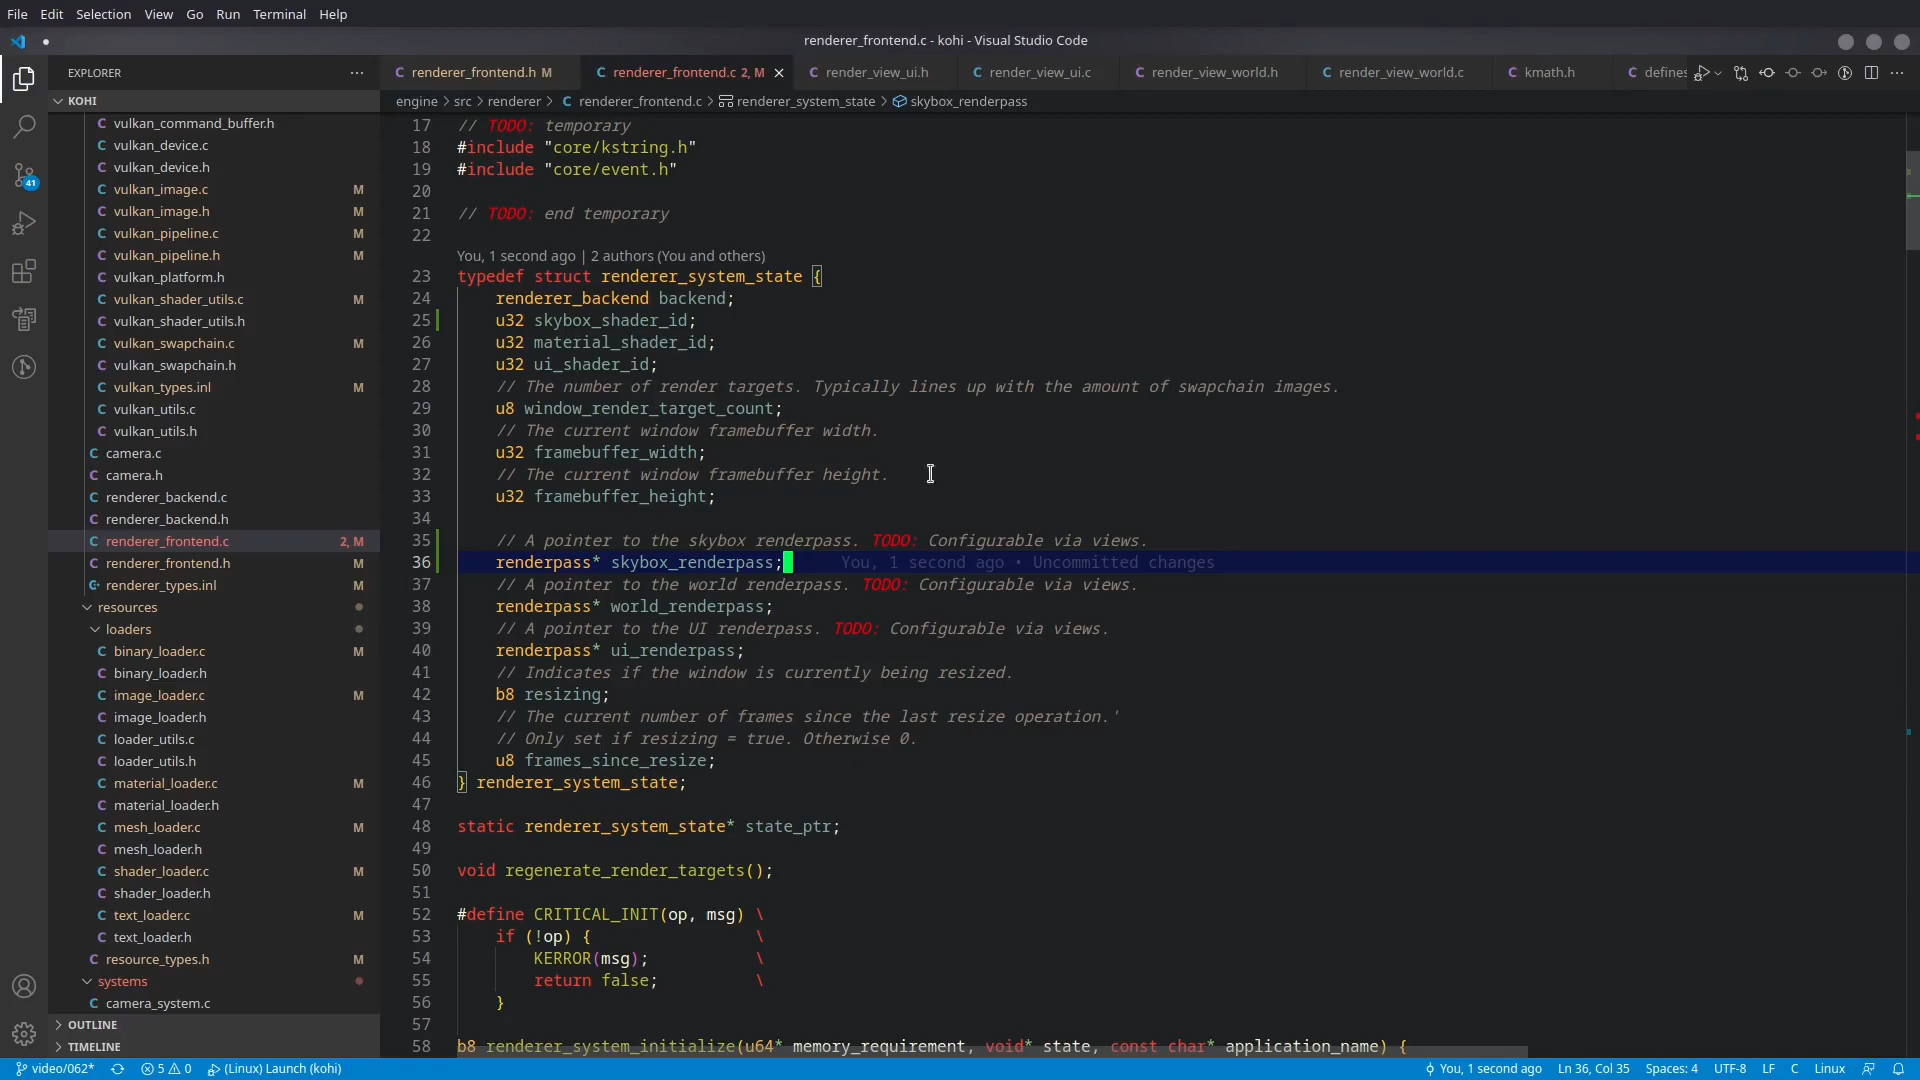 File Edit Selection View Go Run Terminal Help
renderer_frontend.c - kohi - Visual Studio Code
EXPLORER
renderer_frontend.h M
renderer_frontend.c 2, M
render_view_ui.h
render_view_ui.c
render_view_world.h
render_view_world.c
kmath.h
defines
KOHI
engine > src > renderer > C renderer_frontend.c > renderer_system_state > skybox_renderpass
C vulkan_command_buffer.h
C vulkan_device.c
C vulkan_device.h
C vulkan_image.c M
C vulkan_image.h M
C vulkan_pipeline.c M
C vulkan_pipeline.h M
C vulkan_platform.h
C vulkan_shader_utils.c M
C vulkan_shader_utils.h
C vulkan_swapchain.c M
C vulkan_swapchain.h
C vulkan_types.inl M
C vulkan_utils.c
C vulkan_utils.h
C camera.c
C camera.h
C renderer_backend.c
C renderer_backend.h
C renderer_frontend.c 2, M
C renderer_frontend.h M
renderer_types.inl M
resources
loaders
C binary_loader.c M
C binary_loader.h
C image_loader.c M
C image_loader.h
C loader_utils.c
C loader_utils.h
C material_loader.c M
C material_loader.h
C mesh_loader.c M
C mesh_loader.h
C shader_loader.c M
C shader_loader.h
C text_loader.c M
C text_loader.h
C resource_types.h M
systems
C camera_system.c
OUTLINE
TIMELINE
41
17 // TODO: temporary
18 #include "core/kstring.h"
19 #include "core/event.h"
20
21 // TODO: end temporary
22
You, 1 second ago | 2 authors (You and others)
23 typedef struct renderer_system_state {
24 renderer_backend backend;
25 u32 skybox_shader_id;
26 u32 material_shader_id;
27 u32 ui_shader_id;
28 // The number of render targets. Typically lines up with the amount of swapchain images.
29 u8 window_render_target_count;
30 // The current window framebuffer width.
31 u32 framebuffer_width;
32 // The current window framebuffer height.
33 u32 framebuffer_height;
34
35 // A pointer to the skybox renderpass. TODO: Configurable via views.
36 renderpass* skybox_renderpass; You, 1 second ago • Uncommitted changes
37 // A pointer to the world renderpass. TODO: Configurable via views.
38 renderpass* world_renderpass;
39 // A pointer to the UI renderpass. TODO: Configurable via views.
40 renderpass* ui_renderpass;
41 // Indicates if the window is currently being resized.
42 b8 resizing;
43 // The current number of frames since the last resize operation.'
44 // Only set if resizing = true. Otherwise 0.
45 u8 frames_since_resize;
46 } renderer_system_state;
47
48 static renderer_system_state* state_ptr;
49
50 void regenerate_render_targets();
51
52 #define CRITICAL_INIT(op, msg) \
53 if (!op) { \
54 KERROR(msg); \
55 return false; \
56 }
57
58 b8 renderer_system_initialize(u64* memory_requirement, void* state, const char* application_name) {
video/062* 5 0 (Linux) Launch (kohi) You, 1 second ago Ln 36, Col 35 Spaces: 4 UTF-8 LF C Linux